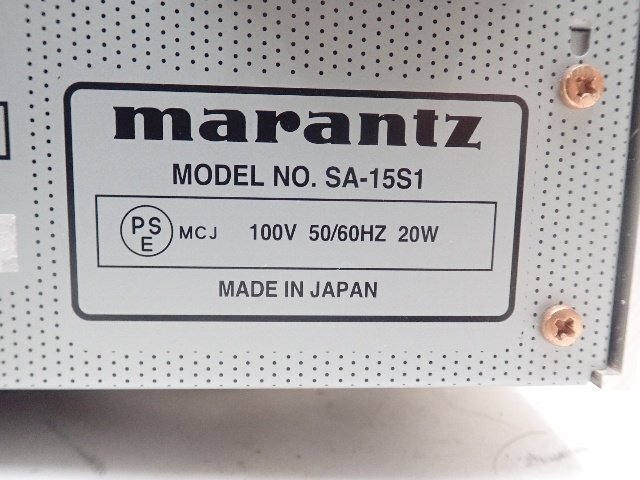 marantz
MODEL NO. SA-15S1
PS
E
MCJ 100V 50/60HZ 20W
MADE IN JAPAN